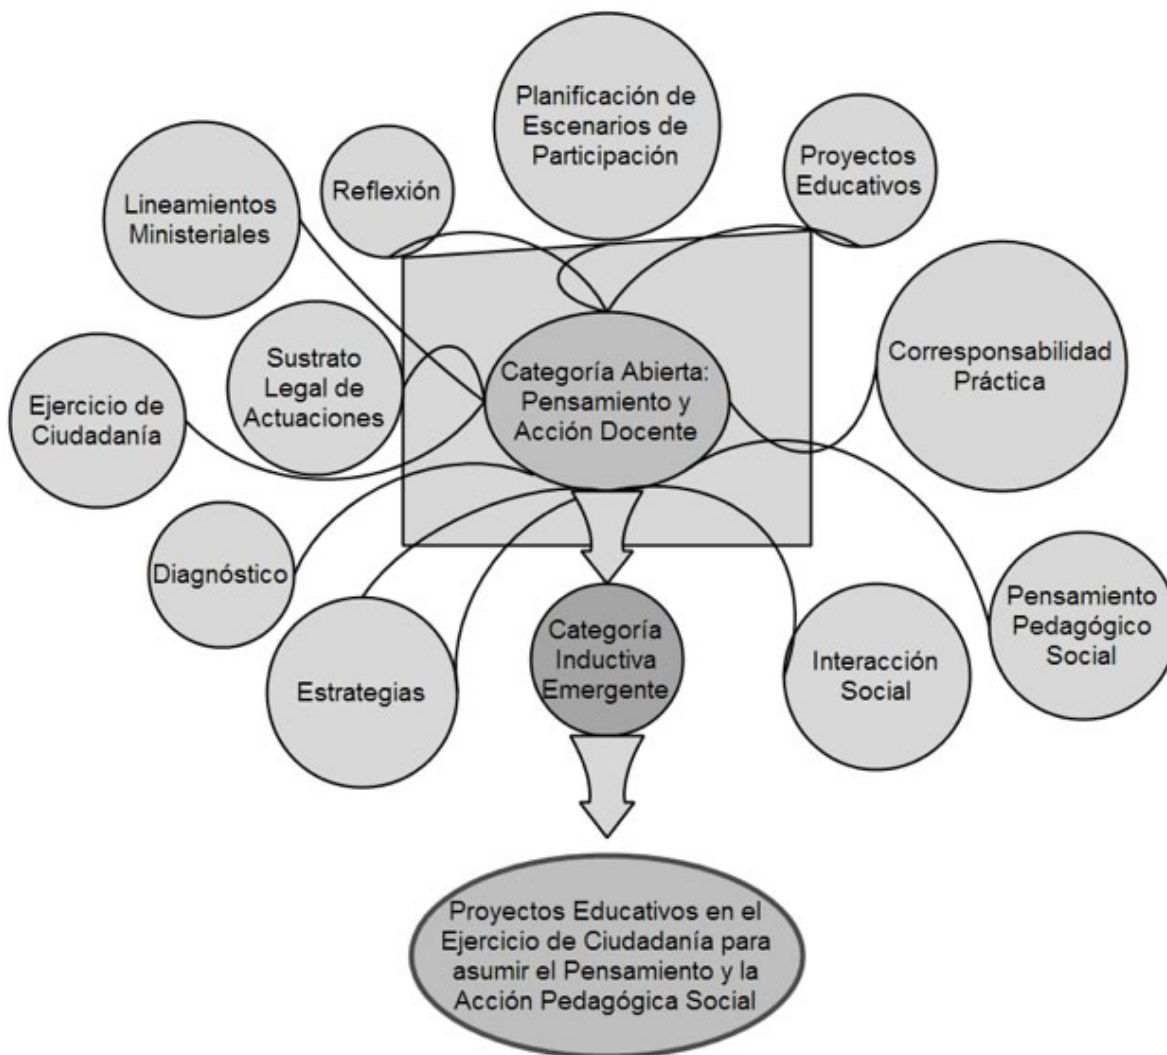 Planificación de
Escenarios de
Participación
Proyectos
Educativos
Reflexión
Lineamientos
Ministeriales
Corresponsabilidad
Práctica
Sustrato
Legal de
Actuaciones
Categoría Abierta:
Pensamiento y
Acción Docente
Ejercicio de
Ciudadanía
Diagnóstico
Pensamiento
Pedagógico
Social
Categoría
Inductiva
Emergente
Interacción
Social
Estrategias
Proyectos Educativos en el
Ejercicio de Ciudadanía para
asumir el Pensamiento y la
Acción Pedagógica Social